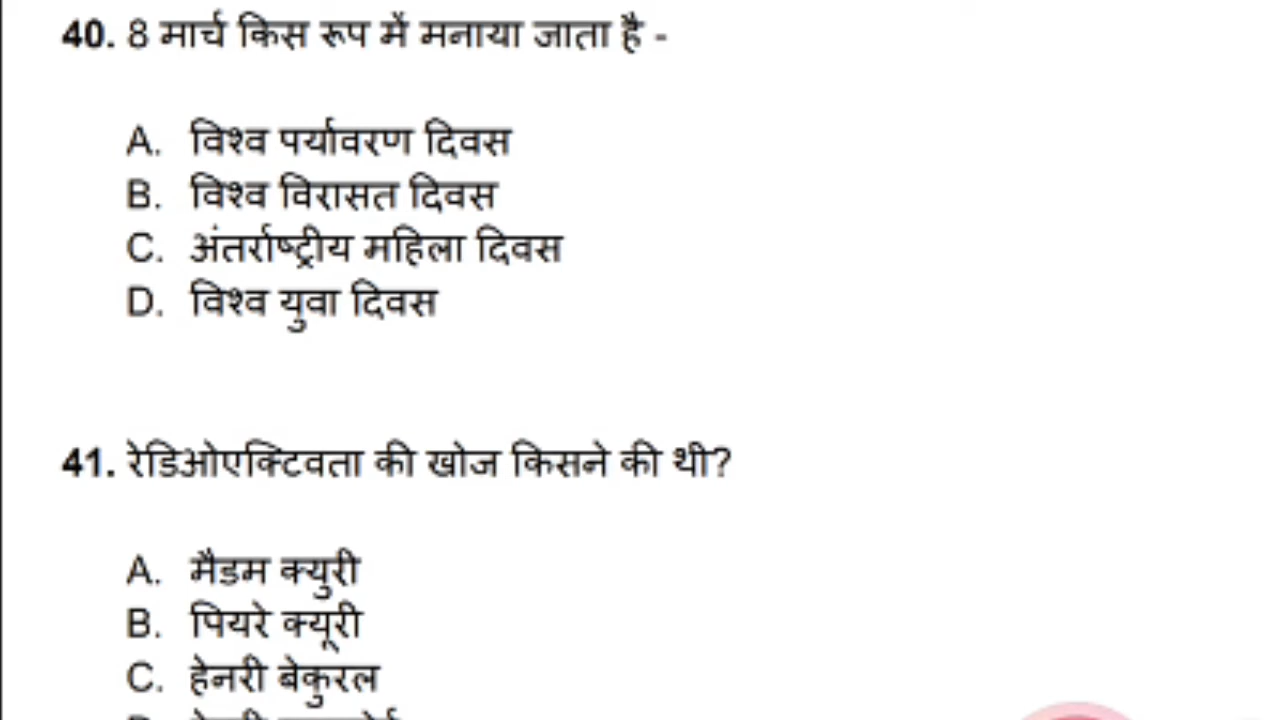 40. 8 मार्च किस रूप में मनाया जाता है -
A. विश्व पर्यावरण दिवस
B. विश्व विरासत दिवस
C. अंतर्राष्ट्रीय महिला दिवस
D. विश्व युवा दिवस
41. रेडिओएक्टिवता की खोज किसने की थी?
A. मैडम क्युरी
B. पियरे क्यूरी
C. हेनरी बेकुरल